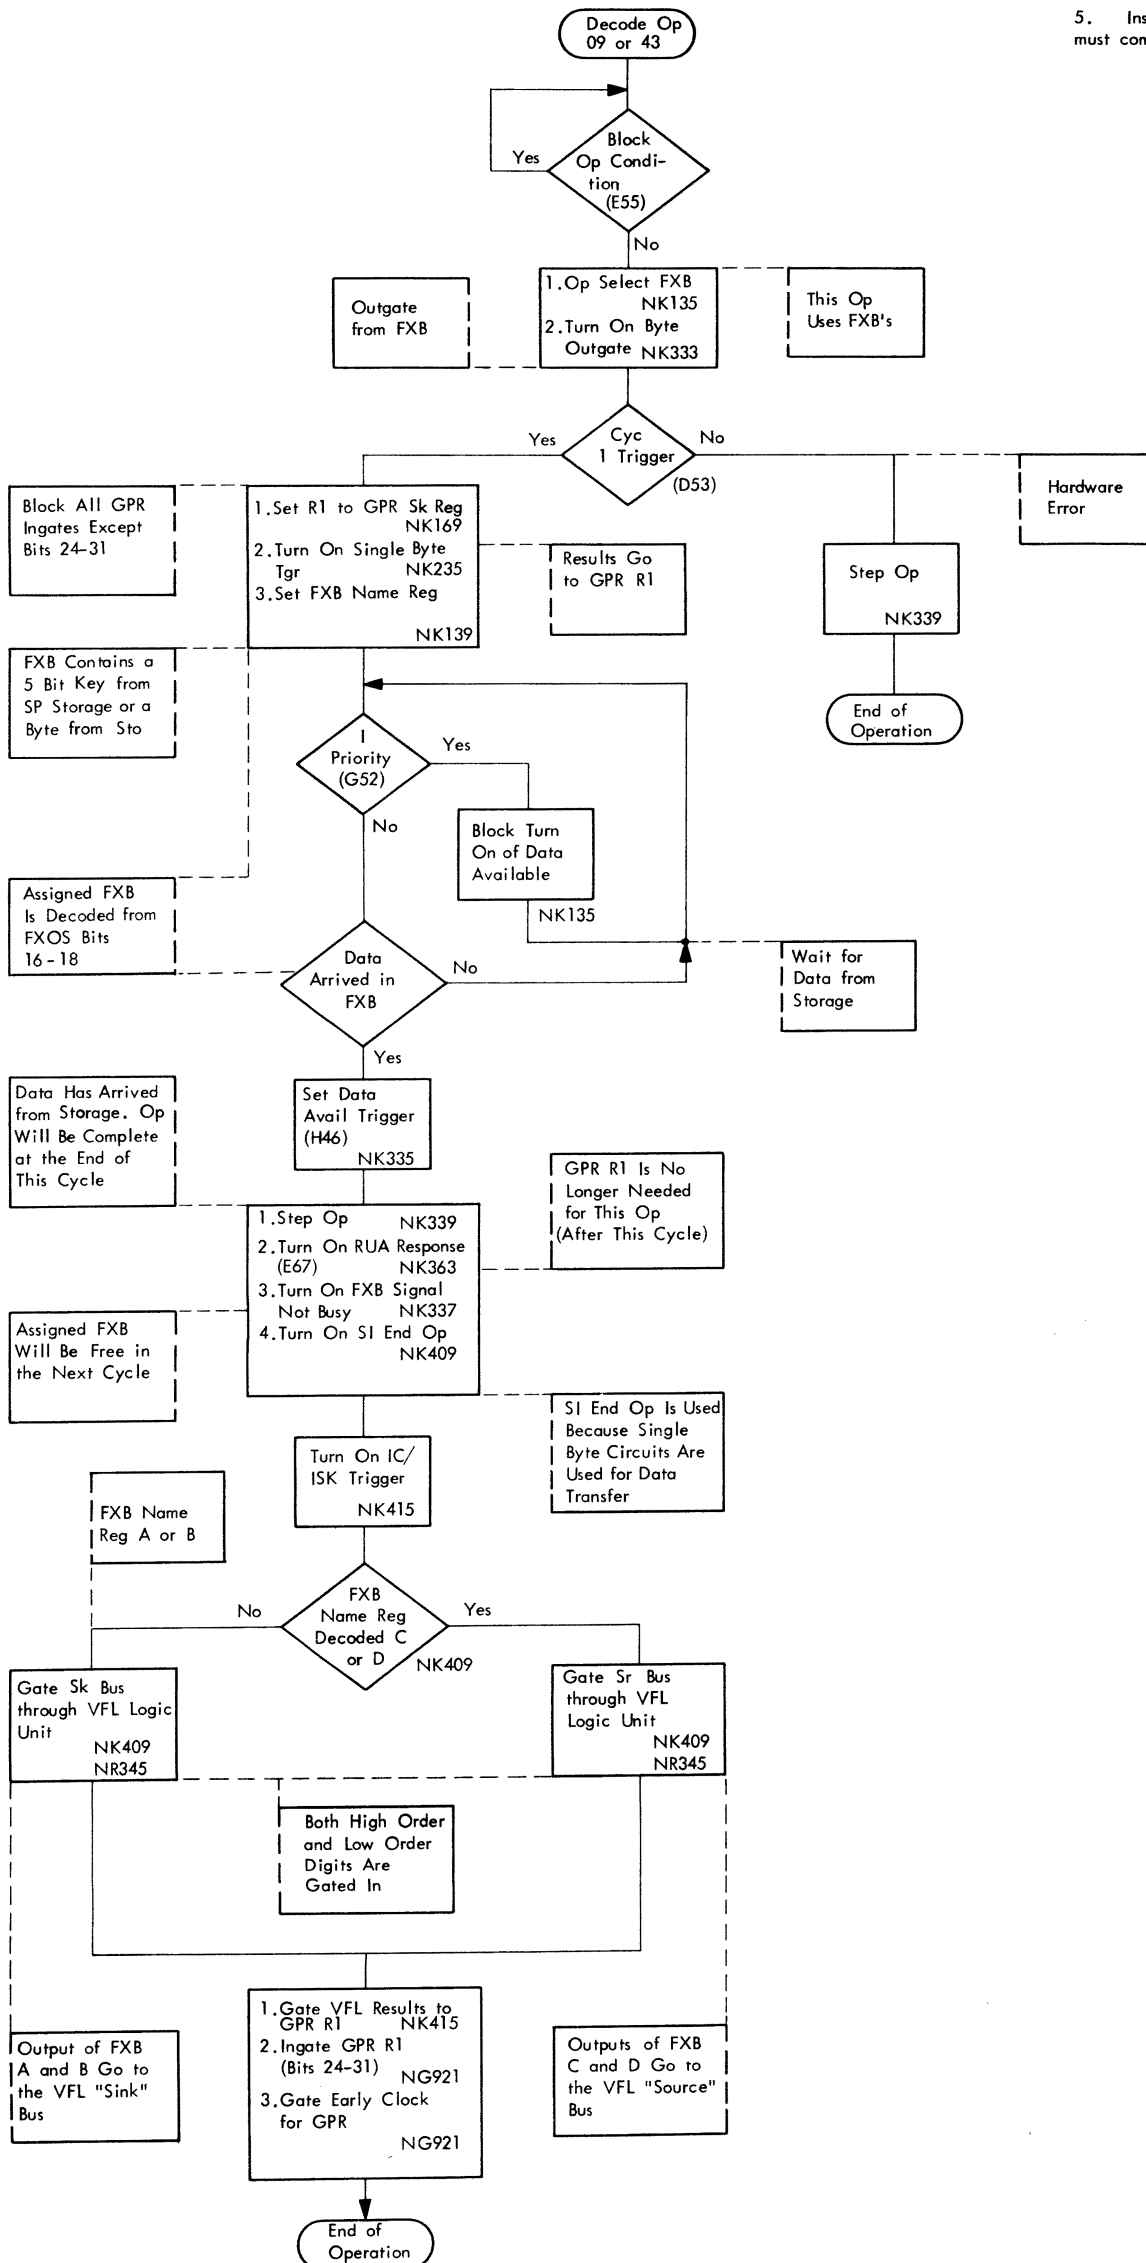 Decode Op
09 or 43
5. Ins
must com
Block
Op Condi-
tion
(E55)
Yes
No
Outgate
from FXB
1.Op Select FXB
NK135
2.Turn On Byte
Outgate NK333
This Op
Uses FXB's
Cyc
1 Trigger
(D53)
Yes
No
Hardware
Error
Block All GPR
Ingates Except
Bits 24-31
1.Set R1 to GPR Sk Reg
NK169
2.Turn On Single Byte
Tgr NK235
3.Set FXB Name Reg
NK139
Results Go
to GPR R1
Step Op
NK339
End of
Operation
FXB Contains a
5 Bit Key from
SP Storage or a
Byte from Sto
I
Priority
(G52)
Yes
No
Block Turn
On of Data
Available
NK135
Assigned FXB
Is Decoded from
FXOS Bits
16-18
Data
Arrived in
FXB
No
Yes
Wait for
Data from
Storage
Data Has Arrived
from Storage. Op
Will Be Complete
at the End of
This Cycle
Set Data
Avail Trigger
(H46)
NK335
GPR R1 Is No
Longer Needed
for This Op
(After This Cycle)
1.Step Op NK339
2.Turn On RUA Response
(E67) NK363
3.Turn On FXB Signal
Not Busy NK337
4.Turn On SI End Op
NK409
Assigned FXB
Will Be Free in
the Next Cycle
SI End Op Is Used
Because Single
Byte Circuits Are
Used for Data
Transfer
Turn On IC/
ISK Trigger
NK415
FXB Name
Reg A or B
FXB
Name Reg
Decoded C
or D
NK409
No
Yes
Gate Sk Bus
through VFL Logic
Unit
NK409
NR345
Gate Sr Bus
through VFL
Logic Unit
NK409
NR345
Both High Order
and Low Order
Digits Are
Gated In
Output of FXB
A and B Go to
the VFL "Sink"
Bus
1.Gate VFL Results to
GPR R1 NK415
2.Ingate GPR R1
(Bits 24-31)
NG921
3.Gate Early Clock
for GPR
NG921
Outputs of FXB
C and D Go to
the VFL "Source"
Bus
End of
Operation